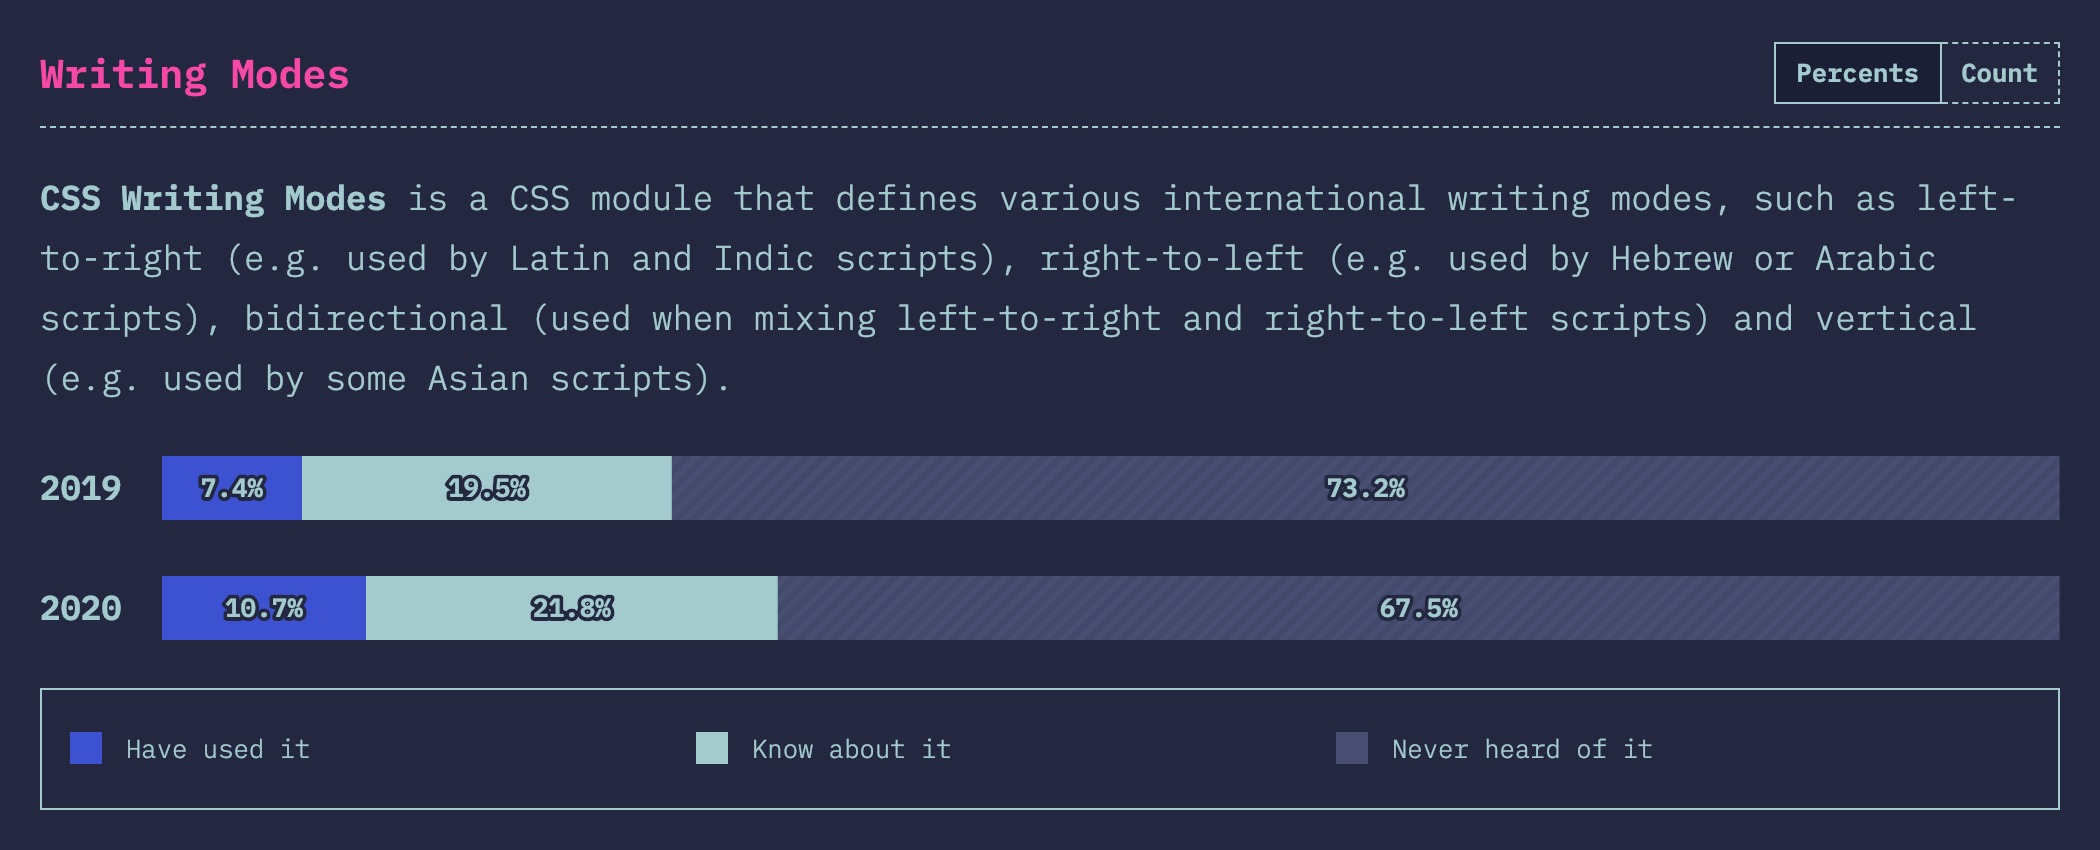 Writing Modes
Percents
Count
CSS Writing Modes is a CSS module that defines various international writing modes, such as left-
to-right (e.g. used by Latin and Indic scripts), right-to-left (e.g. used by Hebrew or Arabic
scripts), bidirectional (used when mixing left-to-right and right-to-left scripts) and vertical
(e.g. used by some Asian scripts).
2019 7.4% 19.5% 73.2%
2020 10.7% 21.8% 67.5%
Have used it
Know about it
Never heard of it